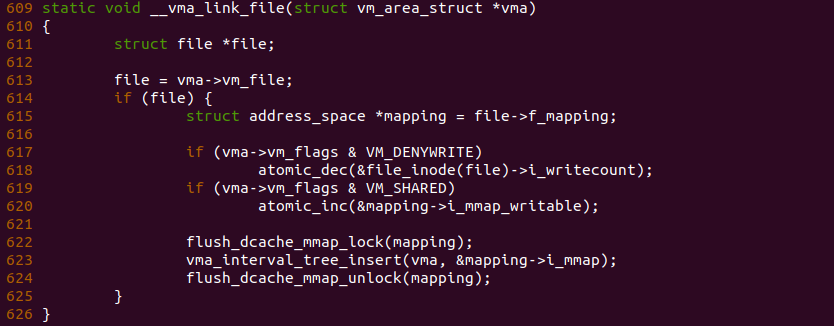 609 static void __vma_link_file(struct vm_area_struct *vma)
610 {
611         struct file *file;
612
613         file = vma->vm_file;
614         if (file) {
615                 struct address_space *mapping = file->f_mapping;
616
617                 if (vma->vm_flags & VM_DENYWRITE)
618                         atomic_dec(&file_inode(file)->i_writecount);
619                 if (vma->vm_flags & VM_SHARED)
620                         atomic_inc(&mapping->i_mmap_writable);
621
622                 flush_dcache_mmap_lock(mapping);
623                 vma_interval_tree_insert(vma, &mapping->i_mmap);
624                 flush_dcache_mmap_unlock(mapping);
625         }
626 }